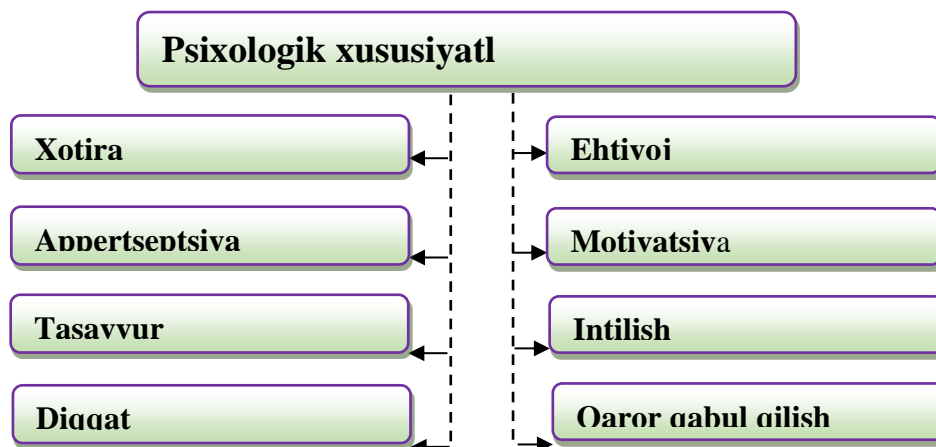 Psixologik xususiyatl
Xotira
Ehtiyoj
Appertseptsiya
Motivatsiya
Tasavvur
Intilish
Diqqat
Qaror qabul qilish